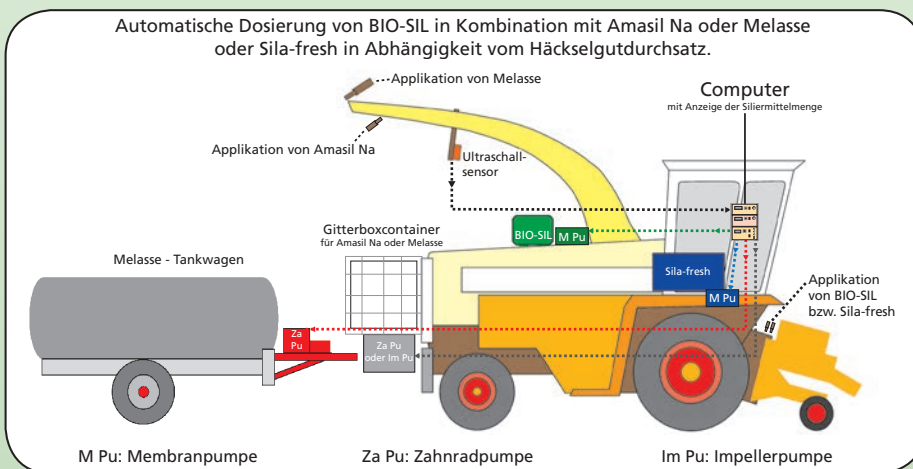 Automatische Dosierung von BIO-SIL in Kombination mit Amasil Na oder Melasse
oder Sila-fresh in Abhängigkeit vom Häckselgutdurchsatz.
Applikation von Melasse
Computer
mit Anzeige der Siliermittelmenge
Applikation von Amasil Na
Ultraschall-
sensor
Gitterboxcontainer
für Amasil Na oder Melasse
BIO-SIL
M Pu
Melasse - Tankwagen
Sila-fresh
M Pu
Applikation
von BIO-SIL
bzw. Sila-fresh
Za
Pu
Za Pu
oder Im Pu
M Pu: Membranpumpe
Za Pu: Zahnradpumpe
Im Pu: Impellerpumpe